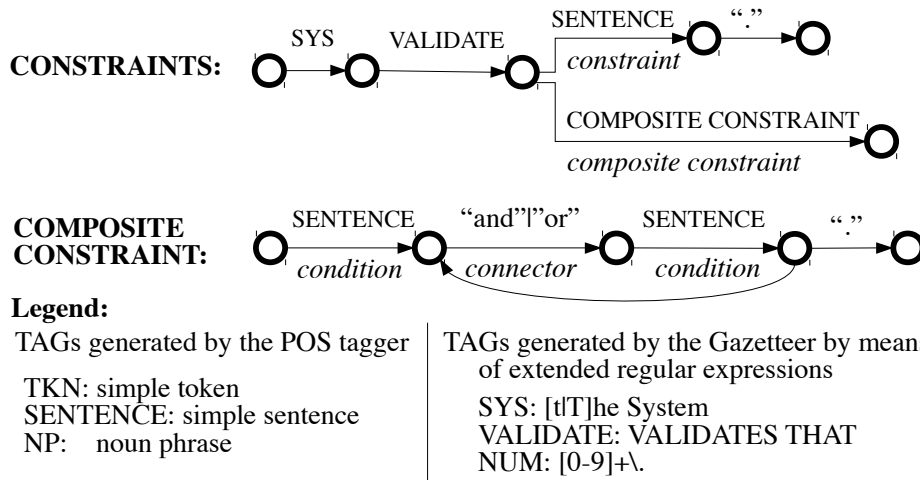 SENTENCE “.”
SYS VALIDATE
CONSTRAINTS: constraint
COMPOSITE CONSTRAINT
composite constraint
COMPOSITE CONSTRAINT:
SENTENCE “and”|”or” SENTENCE “.”
condition connector condition
Legend:
TAGs generated by the POS tagger
TKN: simple token
SENTENCE: simple sentence
NP: noun phrase
TAGs generated by the Gazetteer by mean
of extended regular expressions
SYS: [t|T]he System
VALIDATE: VALIDATES THAT
NUM: [0-9]+\.